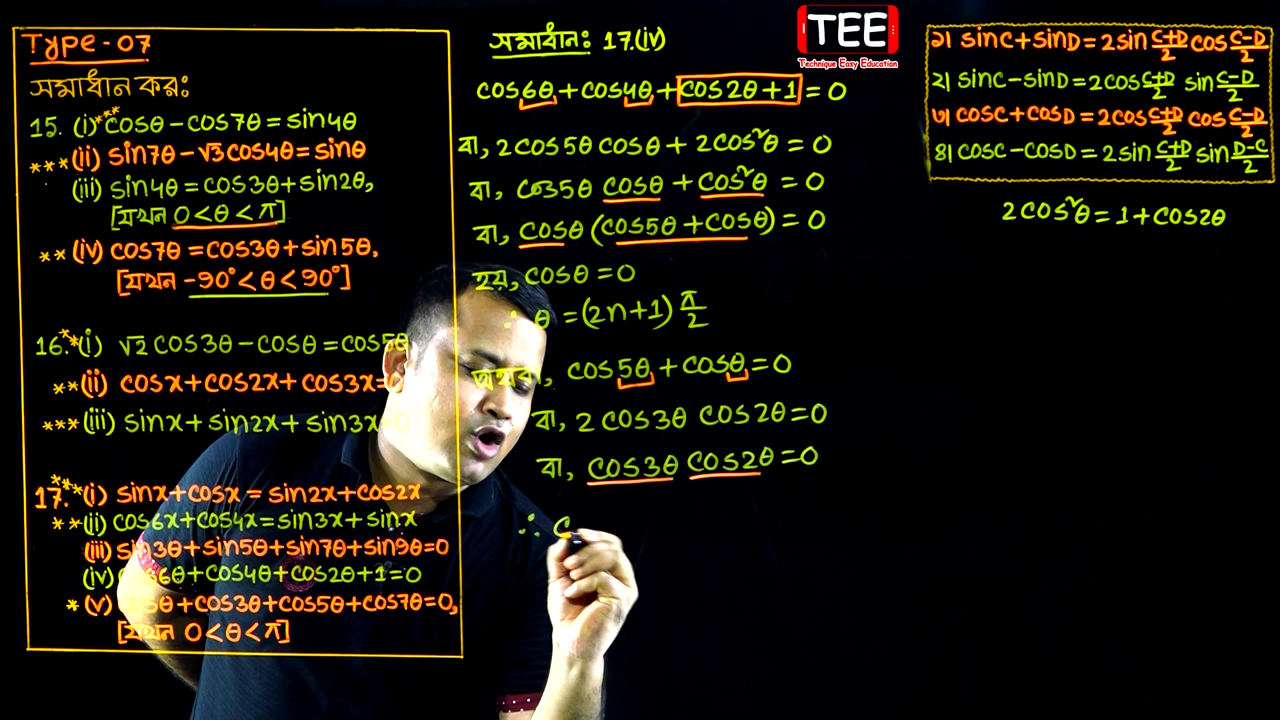 Type-07
সমাধান করঃ
15. (i)*** cosθ - cos7θ = sin4θ
*** (ii) sin7θ - √3 cos4θ = sinθ
(iii) sin4θ = cos3θ + sin2θ,
[যখন 0 < θ < π]
** (iv) cos7θ = cos3θ + sin5θ,
[যখন -90° < θ < 90°]
16. ** (i) √2 cos3θ - cosθ = cos5θ
** (ii) cosx + cos2x + cos3x = 0
*** (iii) sinx + sin2x + sin3x = 0
17. *** (i) sinx + cosx = sin2x + cos2x
** (ii) cos6x + cos4x = sin3x + sinx
(iii) sin3θ + sin5θ + sin7θ + sin9θ = 0
(iv) cos6θ + cos4θ + cos2θ + 1 = 0
* (v) θ + cos3θ + cos5θ + cos7θ = 0,
[যখন 0 < θ < π]
সমাধানঃ 17.(iv)
cos6θ + cos4θ + cos2θ + 1 = 0
বা, 2cos5θ cosθ + 2cos²θ = 0
বা, cos5θ cosθ + cos²θ = 0
বা, cosθ (cos5θ + cosθ) = 0
হয়, cosθ = 0
∴ θ = (2n+1) π/2
অথবা, cos5θ + cosθ = 0
বা, 2 cos3θ cos2θ = 0
বা, cos3θ cos2θ = 0
∴ c
TEE
Technique Easy Education
১। sinC + sinD = 2sin (C+D)/2 cos (C-D)/2
২। sinC - sinD = 2cos (C+D)/2 sin (C-D)/2
৩। cosC + cosD = 2cos (C+D)/2 cos (C-D)/2
৪। cosC - cosD = 2sin (C+D)/2 sin (D-C)/2
2cos²θ = 1 + cos2θ